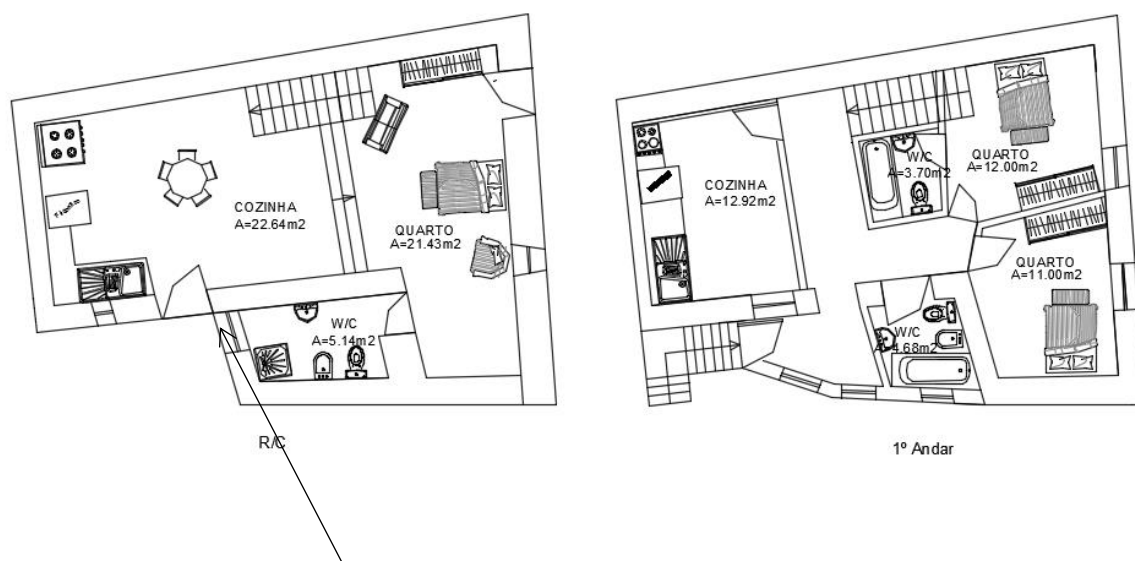 COZINHA
A=22.64m2
QUARTO
A=21.43m2
W/C
A=5.14m2
R/C
COZINHA
A=12.92m2
W/C
A=3.70m2
QUARTO
A=12.00m2
QUARTO
A=11.00m2
W/C
A=4.68m2
1º Andar